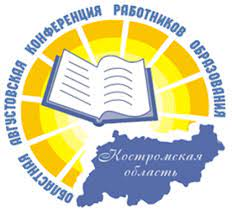 ОБЛАСТНАЯ АВГУСТОВСКАЯ КОНФЕРЕНЦИЯ РАБОТНИКОВ ОБРАЗОВАНИЯ
Костромская
область